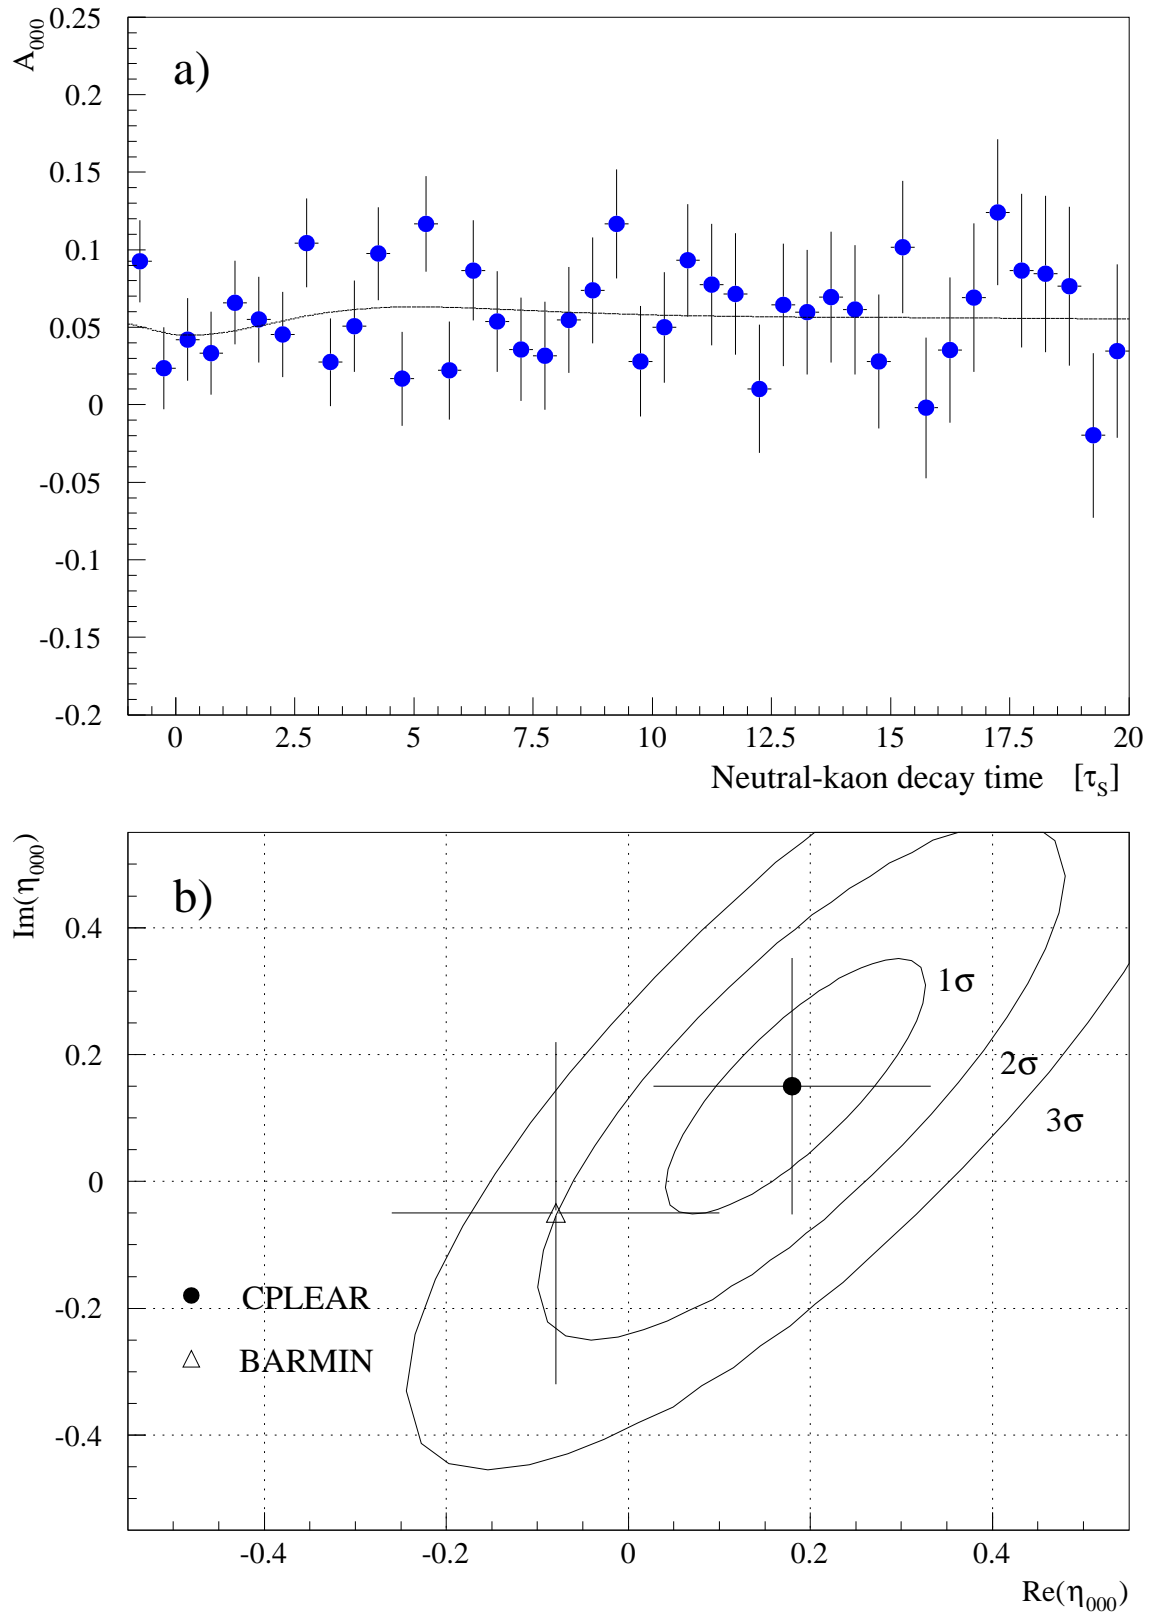 A₀₀₀
a)
0.25
0.2
0.15
0.1
0.05
0
-0.05
-0.1
-0.15
-0.2
0 2.5 5 7.5 10 12.5 15 17.5 20
Neutral-kaon decay time [τ_S]
Im(η₀₀₀)
b)
0.4
0.2
0
-0.2
-0.4
1σ
2σ
3σ
CPLEAR
BARMIN
-0.4 -0.2 0 0.2 0.4
Re(η₀₀₀)